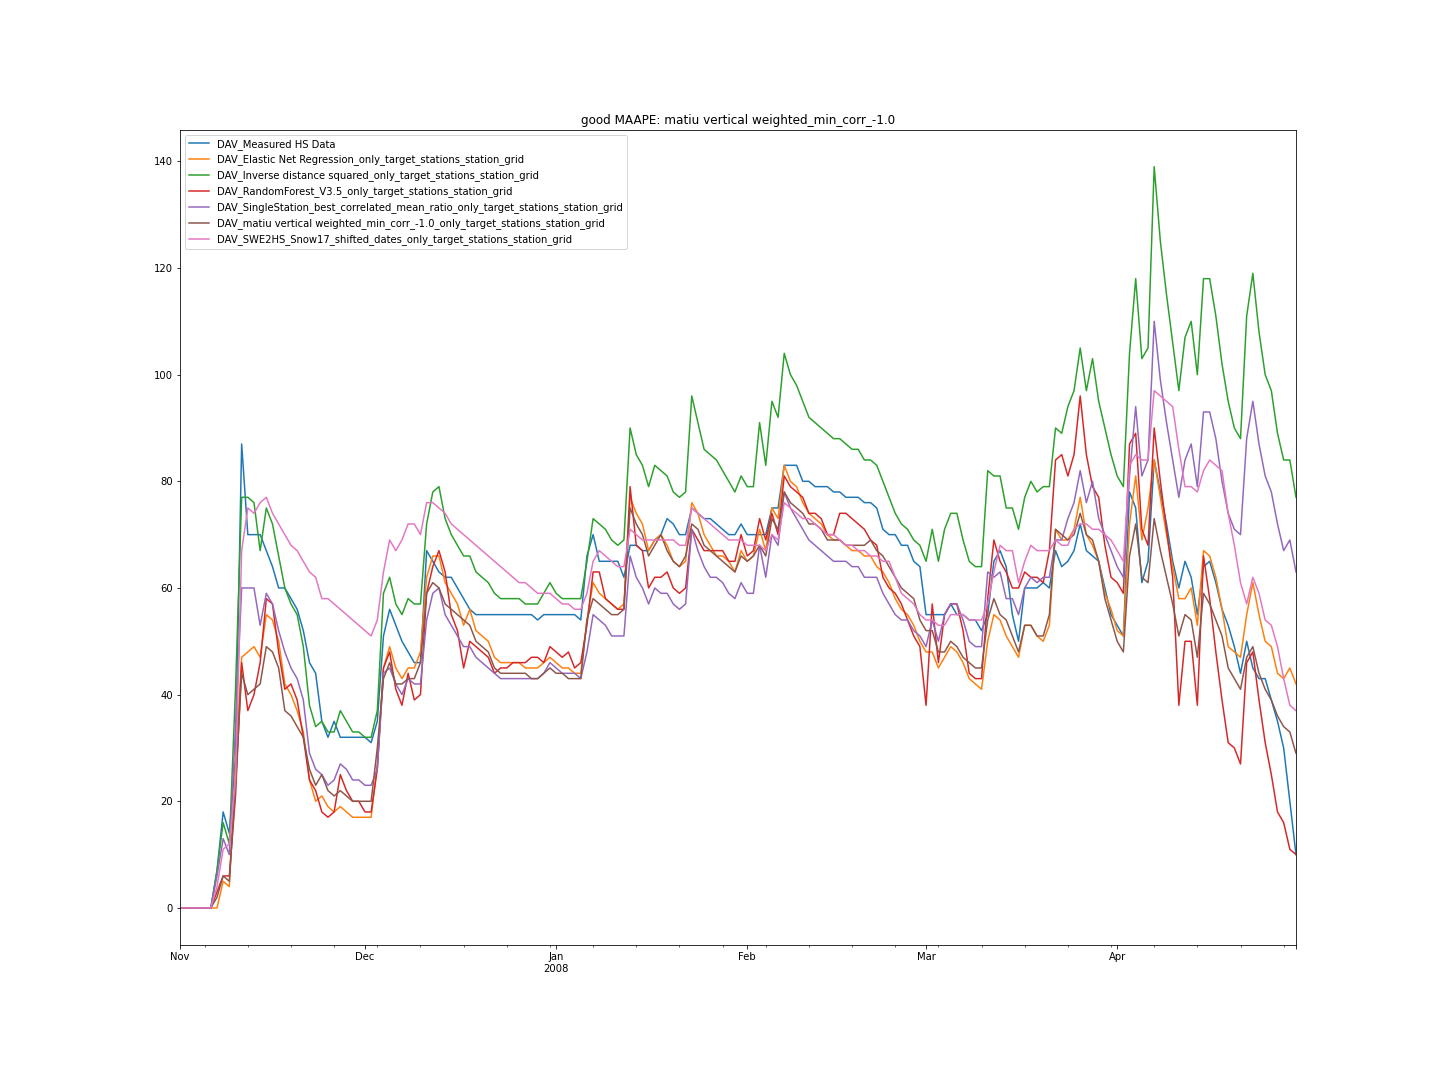 good MAAPE: matiu vertical weighted_min_corr_-1.0
DAV_Measured HS Data
DAV_Elastic Net Regression_only_target_stations_station_grid
DAV_Inverse distance squared_only_target_stations_station_grid
DAV_RandomForest_V3.5_only_target_stations_station_grid
DAV_SingleStation_best_correlated_mean_ratio_only_target_stations_station_grid
DAV_matiu vertical weighted_min_corr_-1.0_only_target_stations_station_grid
DAV_SWE2HS_Snow17_shifted_dates_only_target_stations_station_grid
140
120
100
80
60
40
20
0
Nov Dec Jan Feb Mar Apr
2008